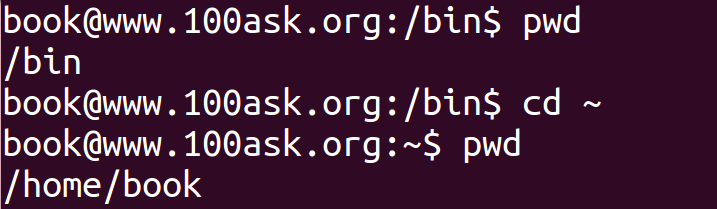 book@www.100ask.org:/bin$ pwd
/bin
book@www.100ask.org:/bin$ cd ~
book@www.100ask.org:~$ pwd
/home/book